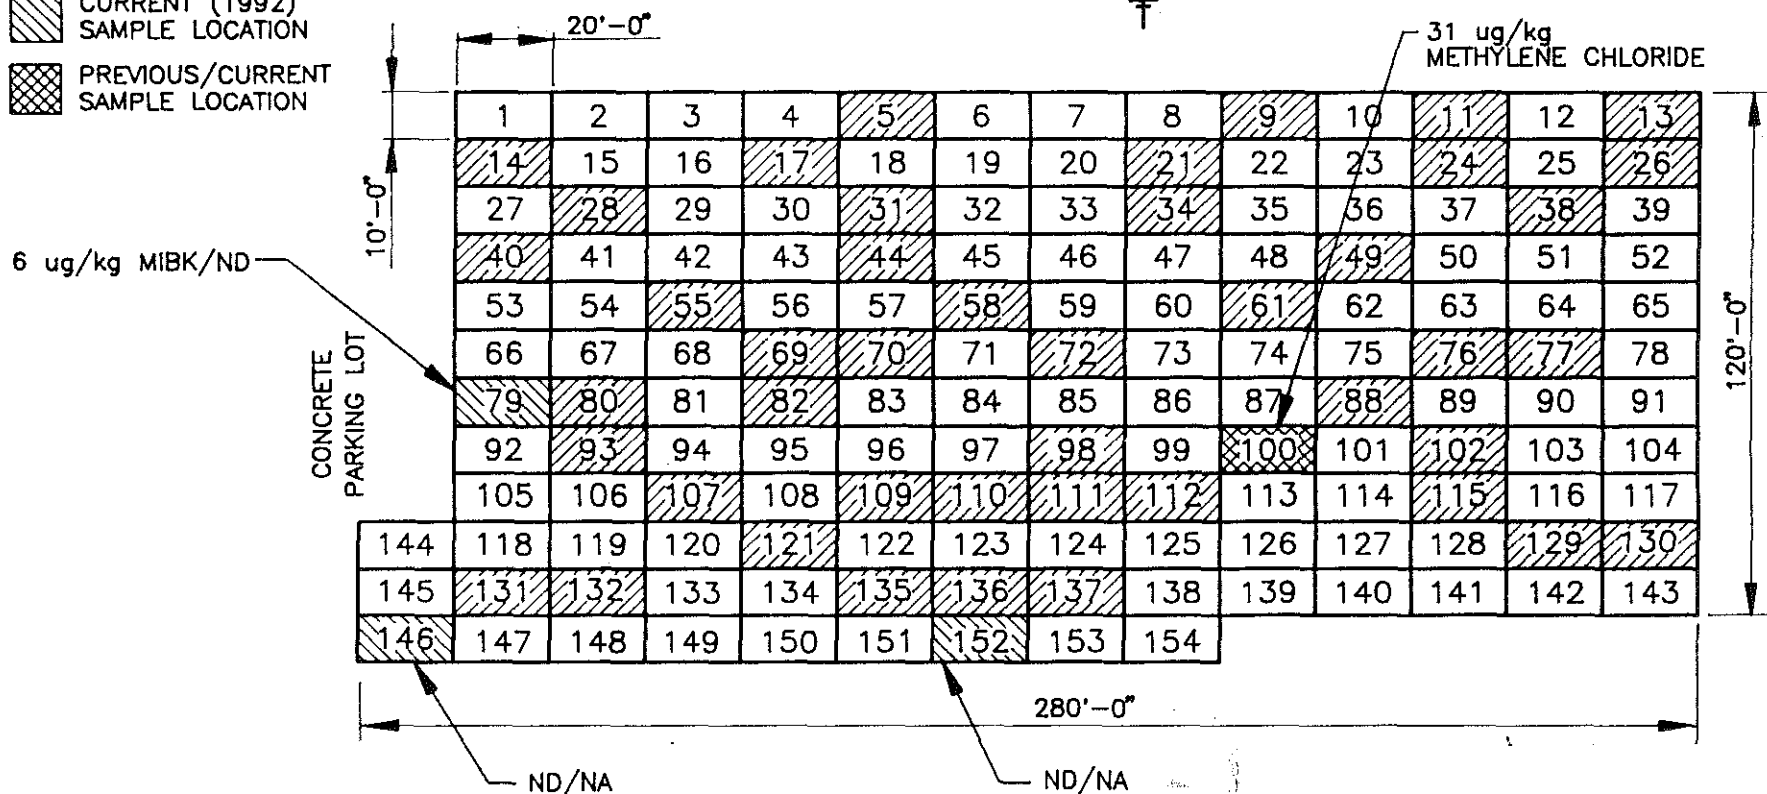 CURRENT (1992)
SAMPLE LOCATION
PREVIOUS/CURRENT
SAMPLE LOCATION
20'-0"
31 ug/kg
METHYLENE CHLORIDE
10'-0"
6 ug/kg MIBK/ND
CONCRETE
PARKING LOT
1 2 3 4 5 6 7 8 9 10 11 12 13
14 15 16 17 18 19 20 21 22 23 24 25 26
27 28 29 30 31 32 33 34 35 36 37 38 39
40 41 42 43 44 45 46 47 48 49 50 51 52
53 54 55 56 57 58 59 60 61 62 63 64 65
66 67 68 69 70 71 72 73 74 75 76 77 78
79 80 81 82 83 84 85 86 87 88 89 90 91
92 93 94 95 96 97 98 99 100 101 102 103 104
105 106 107 108 109 110 111 112 113 114 115 116 117
144 118 119 120 121 122 123 124 125 126 127 128 129 130
145 131 132 133 134 135 136 137 138 139 140 141 142 143
146 147 148 149 150 151 152 153 154
120'-0"
280'-0"
ND/NA
ND/NA